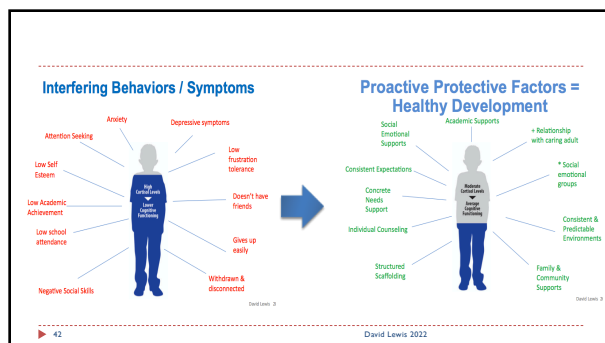 Interfering Behaviors / Symptoms
Anxiety
Attention Seeking
Depressive symptoms
Low Self
Esteem
Low
frustration
tolerance
High
Cortisol Levels
Lower
Cognitive
Functioning
Low Academic
Achievement
Doesn't have
friends
Low school
attendance
Gives up
easily
Negative Social Skills
Withdrawn &
disconnected
David Lewis
Proactive Protective Factors =
Healthy Development
Academic Supports
Social
Emotional
Supports
+ Relationship
with caring adult
Consistent Expectations
* Social
emotional
groups
Concrete
Needs
Support
Moderate
Cortisol Levels
Average
Cognitive
Functioning
Individual Counseling
Consistent &
Predictable
Environments
Structured
Scaffolding
Family &
Community
Supports
David Lewis
42
David Lewis 2022